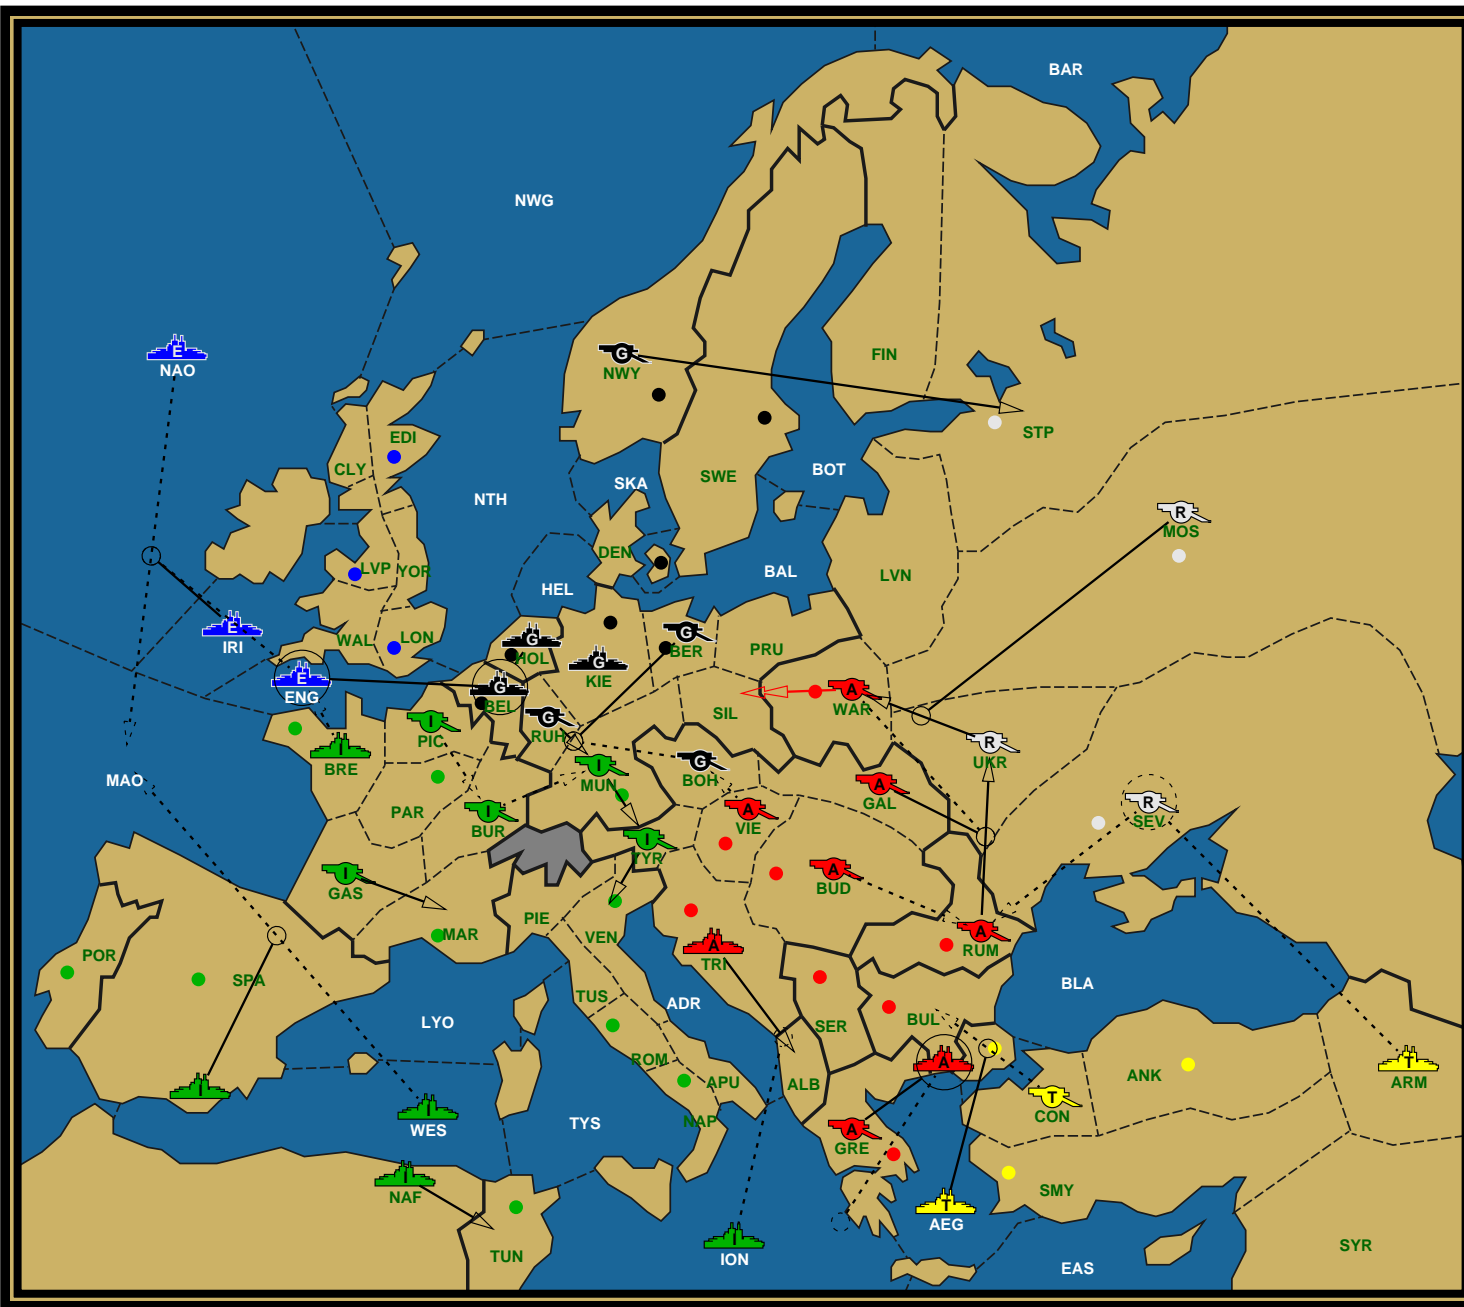 BAR
NWG
E
NAO
G
NWY
FIN
STP
EDI
CLY
NTH
SKA
SWE
BOT
R
MOS
DEN
LVP
YOR
HEL
BAL
LVN
E
IRI
WAL
LON
G
HOL
G
KIE
G
BER
PRU
E
ENG
G
BEL
A
WAR
SIL
I
PIC
G
RUH
R
UKR
I
BRE
I
MUN
G
BOH
MAO
A
GAL
PAR
I
BUR
A
VIE
R
SEV
I
TYR
I
GAS
A
BUD
POR
SPA
MAR
PIE
VEN
A
TRI
A
RUM
BLA
LYO
TUS
ADR
SER
BUL
ROM
APU
ALB
A
ANK
T
ARM
I
I
WES
TYS
NAP
A
GRE
T
CON
I
NAF
SMY
T
AEG
I
ION
TUN
EAS
SYR